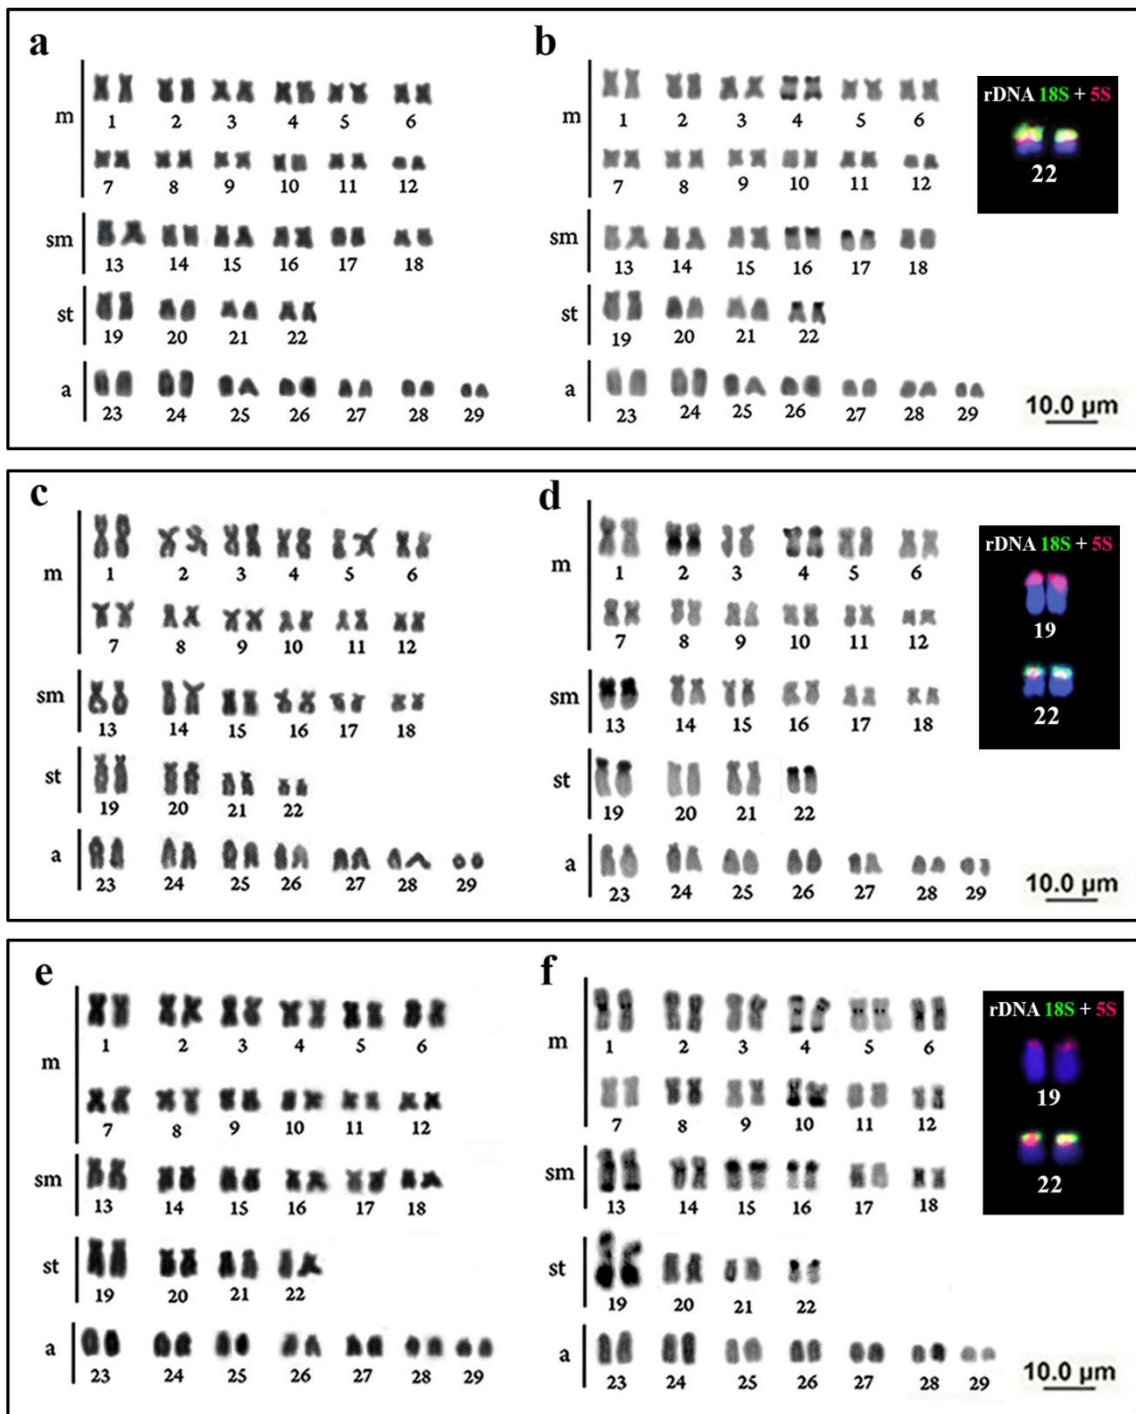 a
m
1 2 3 4 5 6
7 8 9 10 11 12
sm
13 14 15 16 17 18
st
19 20 21 22
a
23 24 25 26 27 28 29
b
m
1 2 3 4 5 6
7 8 9 10 11 12
sm
13 14 15 16 17 18
st
19 20 21 22
a
23 24 25 26 27 28 29
rDNA 18S + 5S
22
10.0 µm
c
m
1 2 3 4 5 6
7 8 9 10 11 12
sm
13 14 15 16 17 18
st
19 20 21 22
a
23 24 25 26 27 28 29
d
m
1 2 3 4 5 6
7 8 9 10 11 12
sm
13 14 15 16 17 18
st
19 20 21 22
a
23 24 25 26 27 28 29
rDNA 18S + 5S
19
22
10.0 µm
e
m
1 2 3 4 5 6
7 8 9 10 11 12
sm
13 14 15 16 17 18
st
19 20 21 22
a
23 24 25 26 27 28 29
f
m
1 2 3 4 5 6
7 8 9 10 11 12
sm
13 14 15 16 17 18
st
19 20 21 22
a
23 24 25 26 27 28 29
rDNA 18S + 5S
19
22
10.0 µm